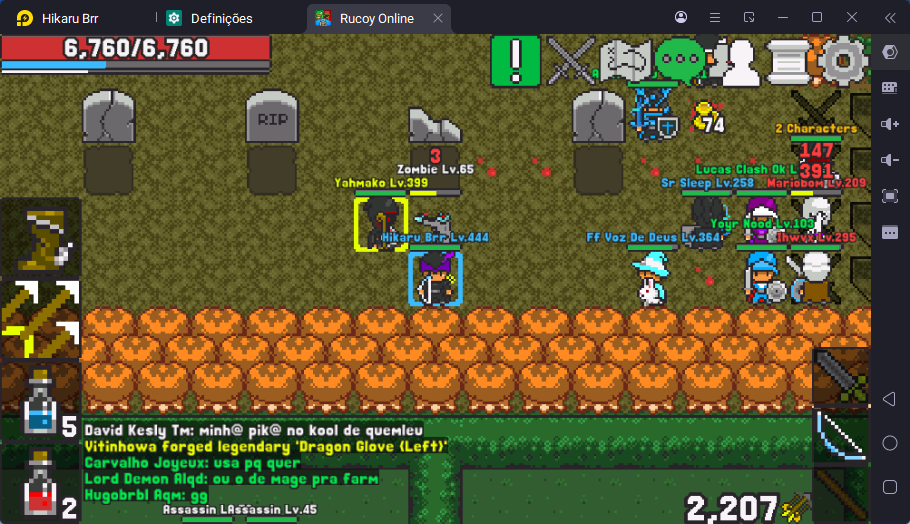 Hikaru Brr
Definições
Rucoy Online
6,760/6,760
RIP
74
2 Characters
147
3
391
Zombie Lv.65
Lucas Clash Ok L
Yahmako Lv.399
Sr Sleep Lv.258
MarioBom Lv.209
Your Nood Lv.103
Hikaru Brr Lv.444
Ff Voz De Deus Lv.364
Ihwvx Lv.295
5
David Kesly Tm: minh@ pik@ no kool de quemleu
Vitinhowa forged legendary 'Dragon Glove (Left)'
Carvalho Joyeux: usa pq quer
Lord Demon Alqd: ou o de mage pra farm
Hugobrbl Aqm: gg
2
2,207
Assassin Lv.45